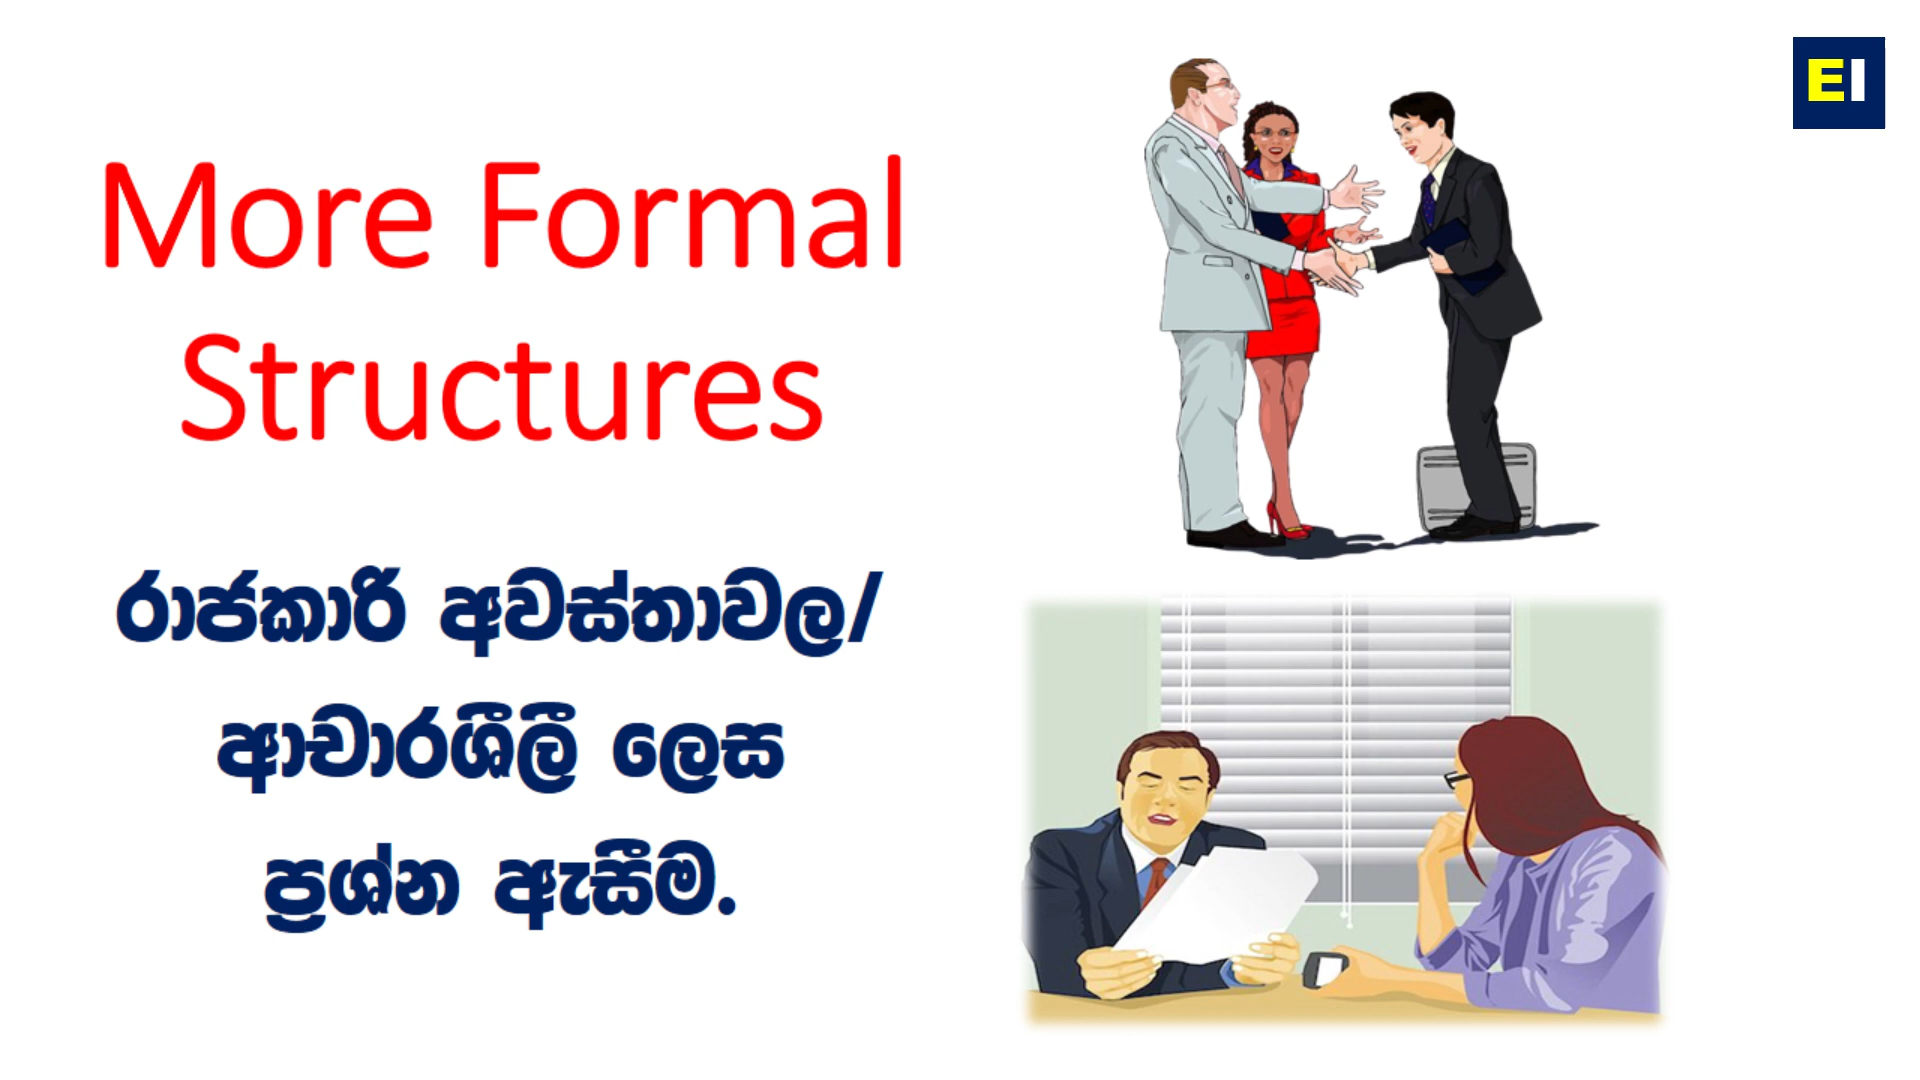 More Formal
Structures
රාජකාරී අවස්තාවල/
ආචාරශීලී ලෙස
ප්‍රශ්න ඇසීම.
EI